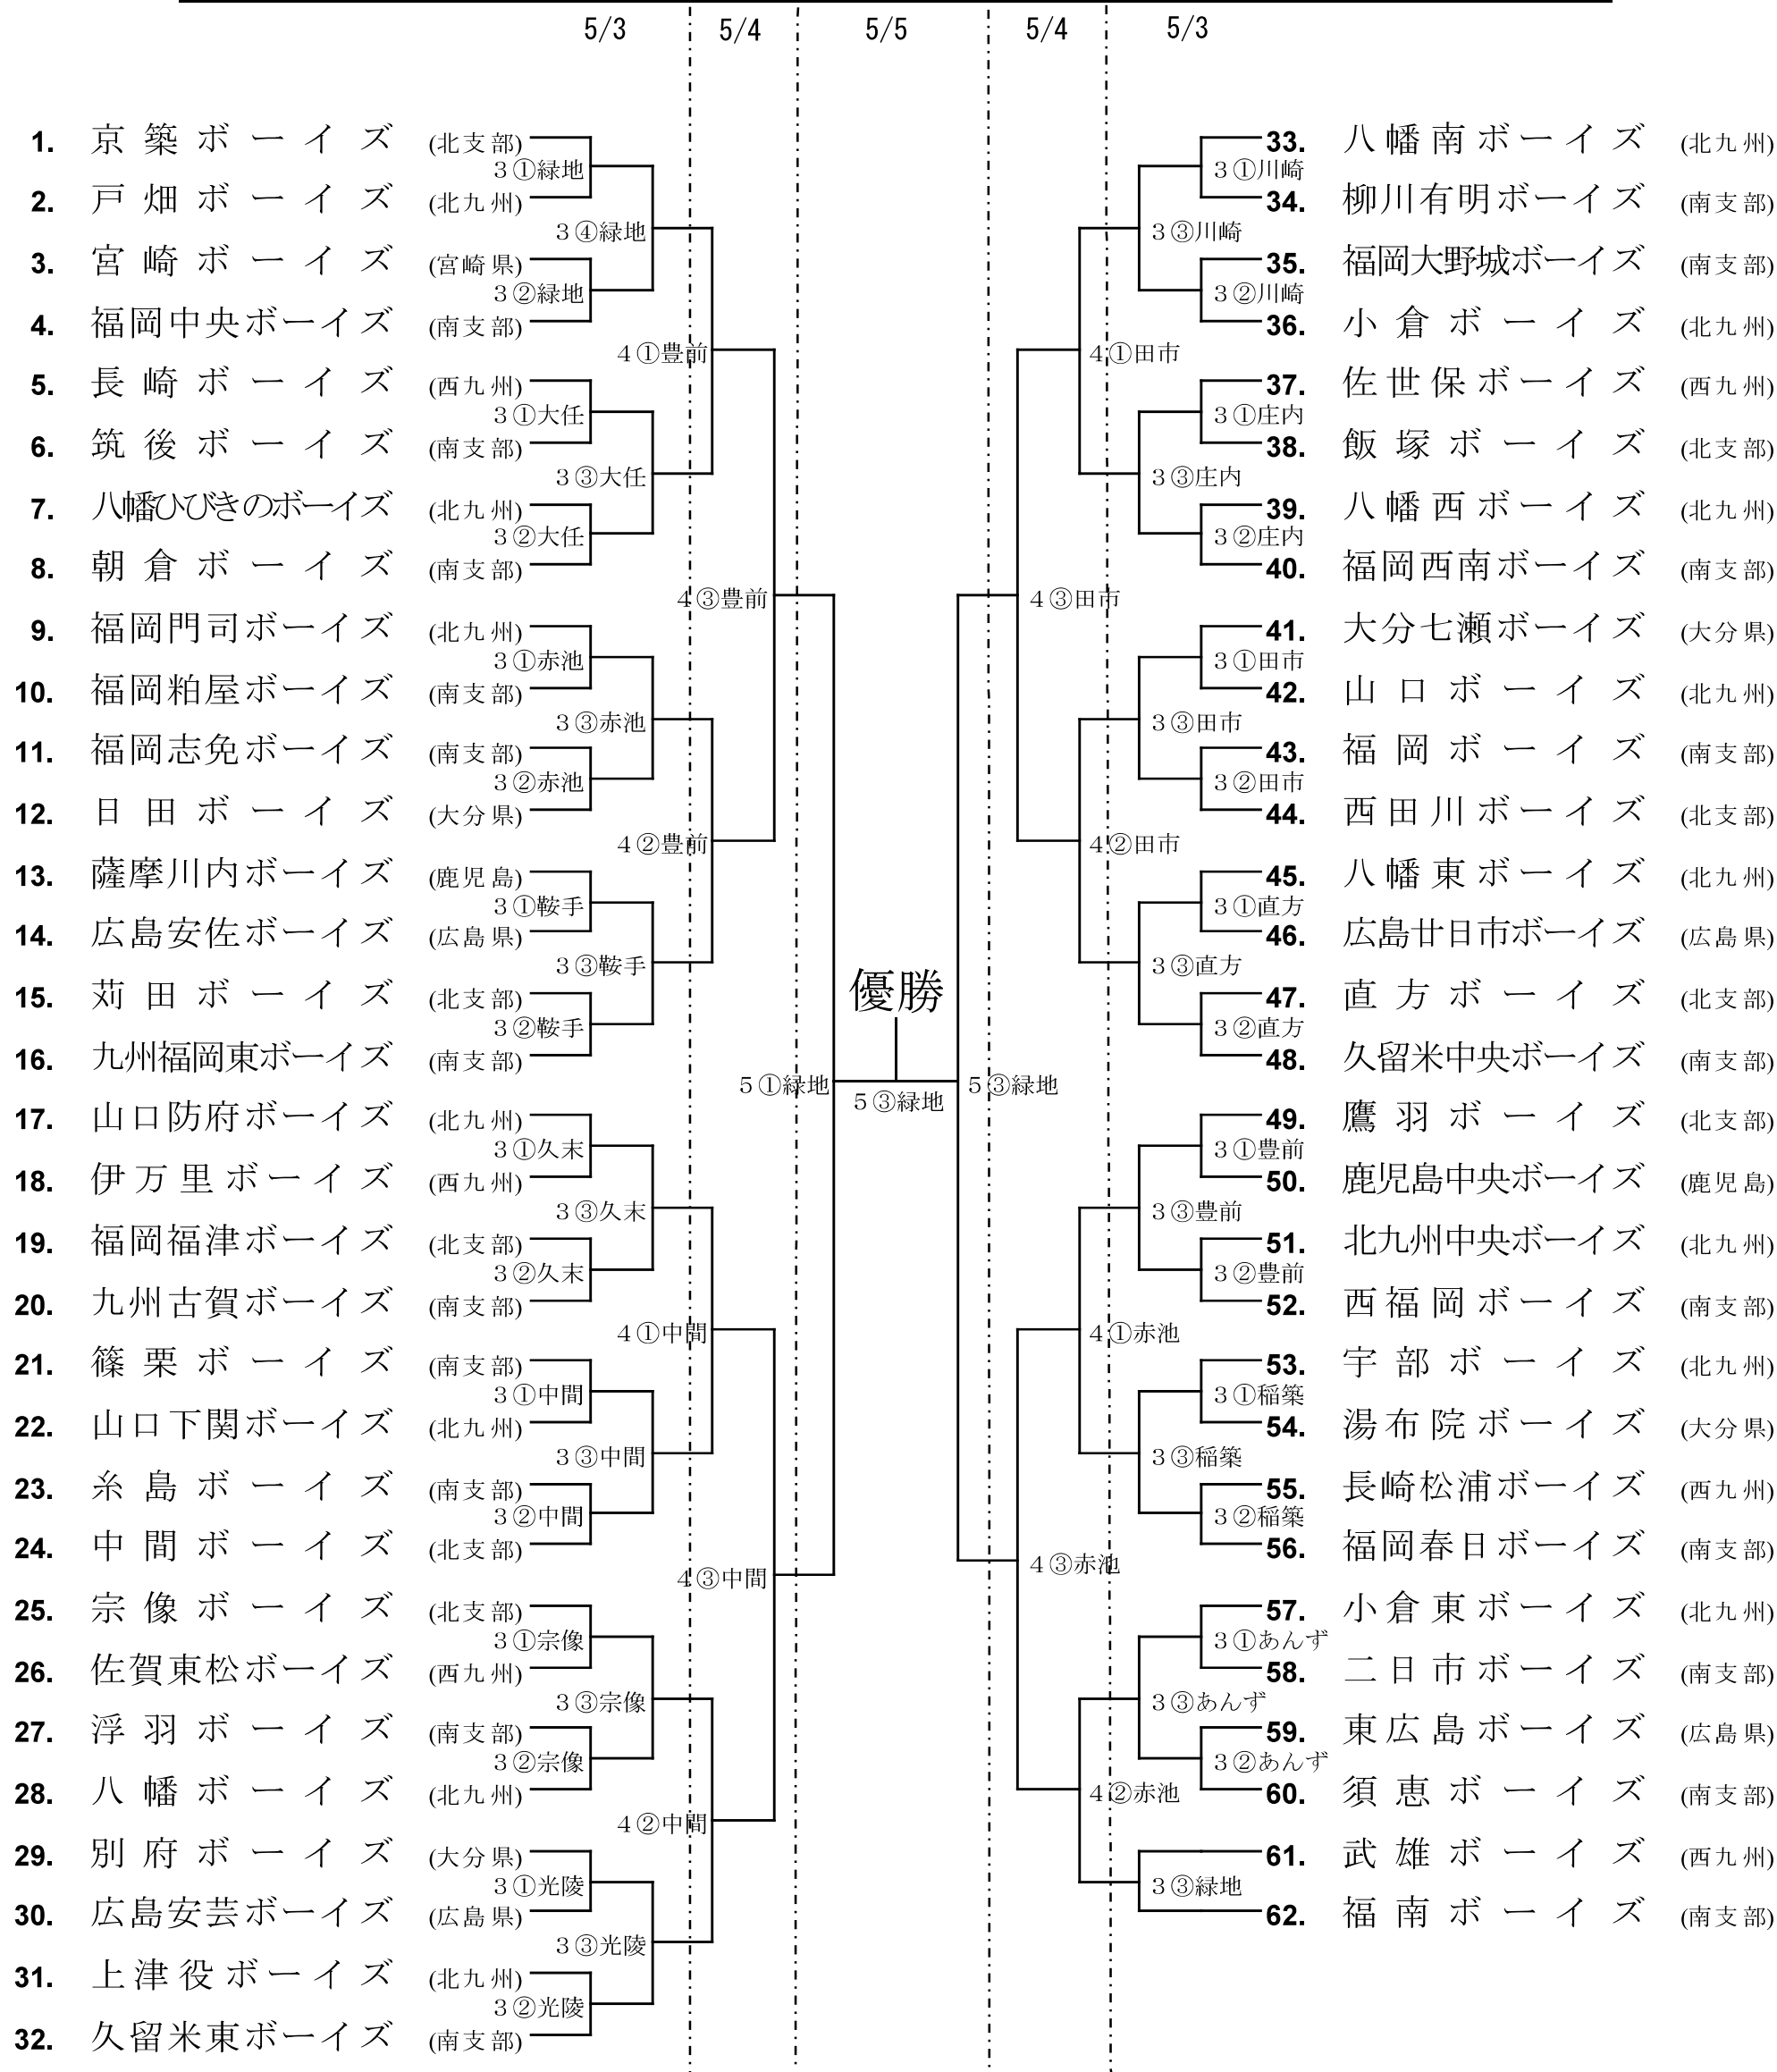 5/3 5/4 5/5 5/4 5/3
1. 京築ボーイズ (北支部)
3①緑地
2. 戸畑ボーイズ (北九州)
3④緑地
3. 宮崎ボーイズ (宮崎県)
3②緑地
4. 福岡中央ボーイズ (南支部)
4①豊前
5. 長崎ボーイズ (西九州)
3①大任
6. 筑後ボーイズ (南支部)
3③大任
7. 八幡ひびきのボーイズ (北九州)
3②大任
8. 朝倉ボーイズ (南支部)
4③豊前
9. 福岡門司ボーイズ (北九州)
3①赤池
10. 福岡粕屋ボーイズ (南支部)
3③赤池
11. 福岡志免ボーイズ (南支部)
3②赤池
12. 日田ボーイズ (大分県)
4②豊前
13. 薩摩川内ボーイズ (鹿児島)
3①鞍手
14. 広島安佐ボーイズ (広島県)
3③鞍手
15. 苅田ボーイズ (北支部)
3②鞍手
16. 九州福岡東ボーイズ (南支部)
5①緑地
17. 山口防府ボーイズ (北九州)
3①久末
18. 伊万里ボーイズ (西九州)
3③久末
19. 福岡福津ボーイズ (北支部)
3②久末
20. 九州古賀ボーイズ (南支部)
4①中間
21. 篠栗ボーイズ (南支部)
3①中間
22. 山口下関ボーイズ (北九州)
3③中間
23. 糸島ボーイズ (南支部)
3②中間
24. 中間ボーイズ (北支部)
4③中間
25. 宗像ボーイズ (北支部)
3①宗像
26. 佐賀東松ボーイズ (西九州)
3③宗像
27. 浮羽ボーイズ (南支部)
3②宗像
28. 八幡ボーイズ (北九州)
4②中間
29. 別府ボーイズ (大分県)
3①光陵
30. 広島安芸ボーイズ (広島県)
3③光陵
31. 上津役ボーイズ (北九州)
3②光陵
32. 久留米東ボーイズ (南支部)
優勝
5③緑地
33. 八幡南ボーイズ (北九州)
3①川崎
34. 柳川有明ボーイズ (南支部)
3③川崎
35. 福岡大野城ボーイズ (南支部)
3②川崎
36. 小倉ボーイズ (北九州)
4①田市
37. 佐世保ボーイズ (西九州)
3①庄内
38. 飯塚ボーイズ (北支部)
3③庄内
39. 八幡西ボーイズ (北九州)
3②庄内
40. 福岡西南ボーイズ (南支部)
4③田市
41. 大分七瀬ボーイズ (大分県)
3①田市
42. 山口ボーイズ (北九州)
3③田市
43. 福岡ボーイズ (南支部)
3②田市
44. 西田川ボーイズ (北支部)
4②田市
45. 八幡東ボーイズ (北九州)
3①直方
46. 広島廿日市ボーイズ (広島県)
3③直方
47. 直方ボーイズ (北支部)
3②直方
48. 久留米中央ボーイズ (南支部)
5③緑地
49. 鷹羽ボーイズ (北支部)
3①豊前
50. 鹿児島中央ボーイズ (鹿児島)
3③豊前
51. 北九州中央ボーイズ (北九州)
3②豊前
52. 西福岡ボーイズ (南支部)
4①赤池
53. 宇部ボーイズ (北九州)
3①稲築
54. 湯布院ボーイズ (大分県)
3③稲築
55. 長崎松浦ボーイズ (西九州)
3②稲築
56. 福岡春日ボーイズ (南支部)
4③赤池
57. 小倉東ボーイズ (北九州)
3①あんず
58. 二日市ボーイズ (南支部)
3③あんず
59. 東広島ボーイズ (広島県)
3②あんず
60. 須恵ボーイズ (南支部)
4②赤池
61. 武雄ボーイズ (西九州)
3③緑地
62. 福南ボーイズ (南支部)